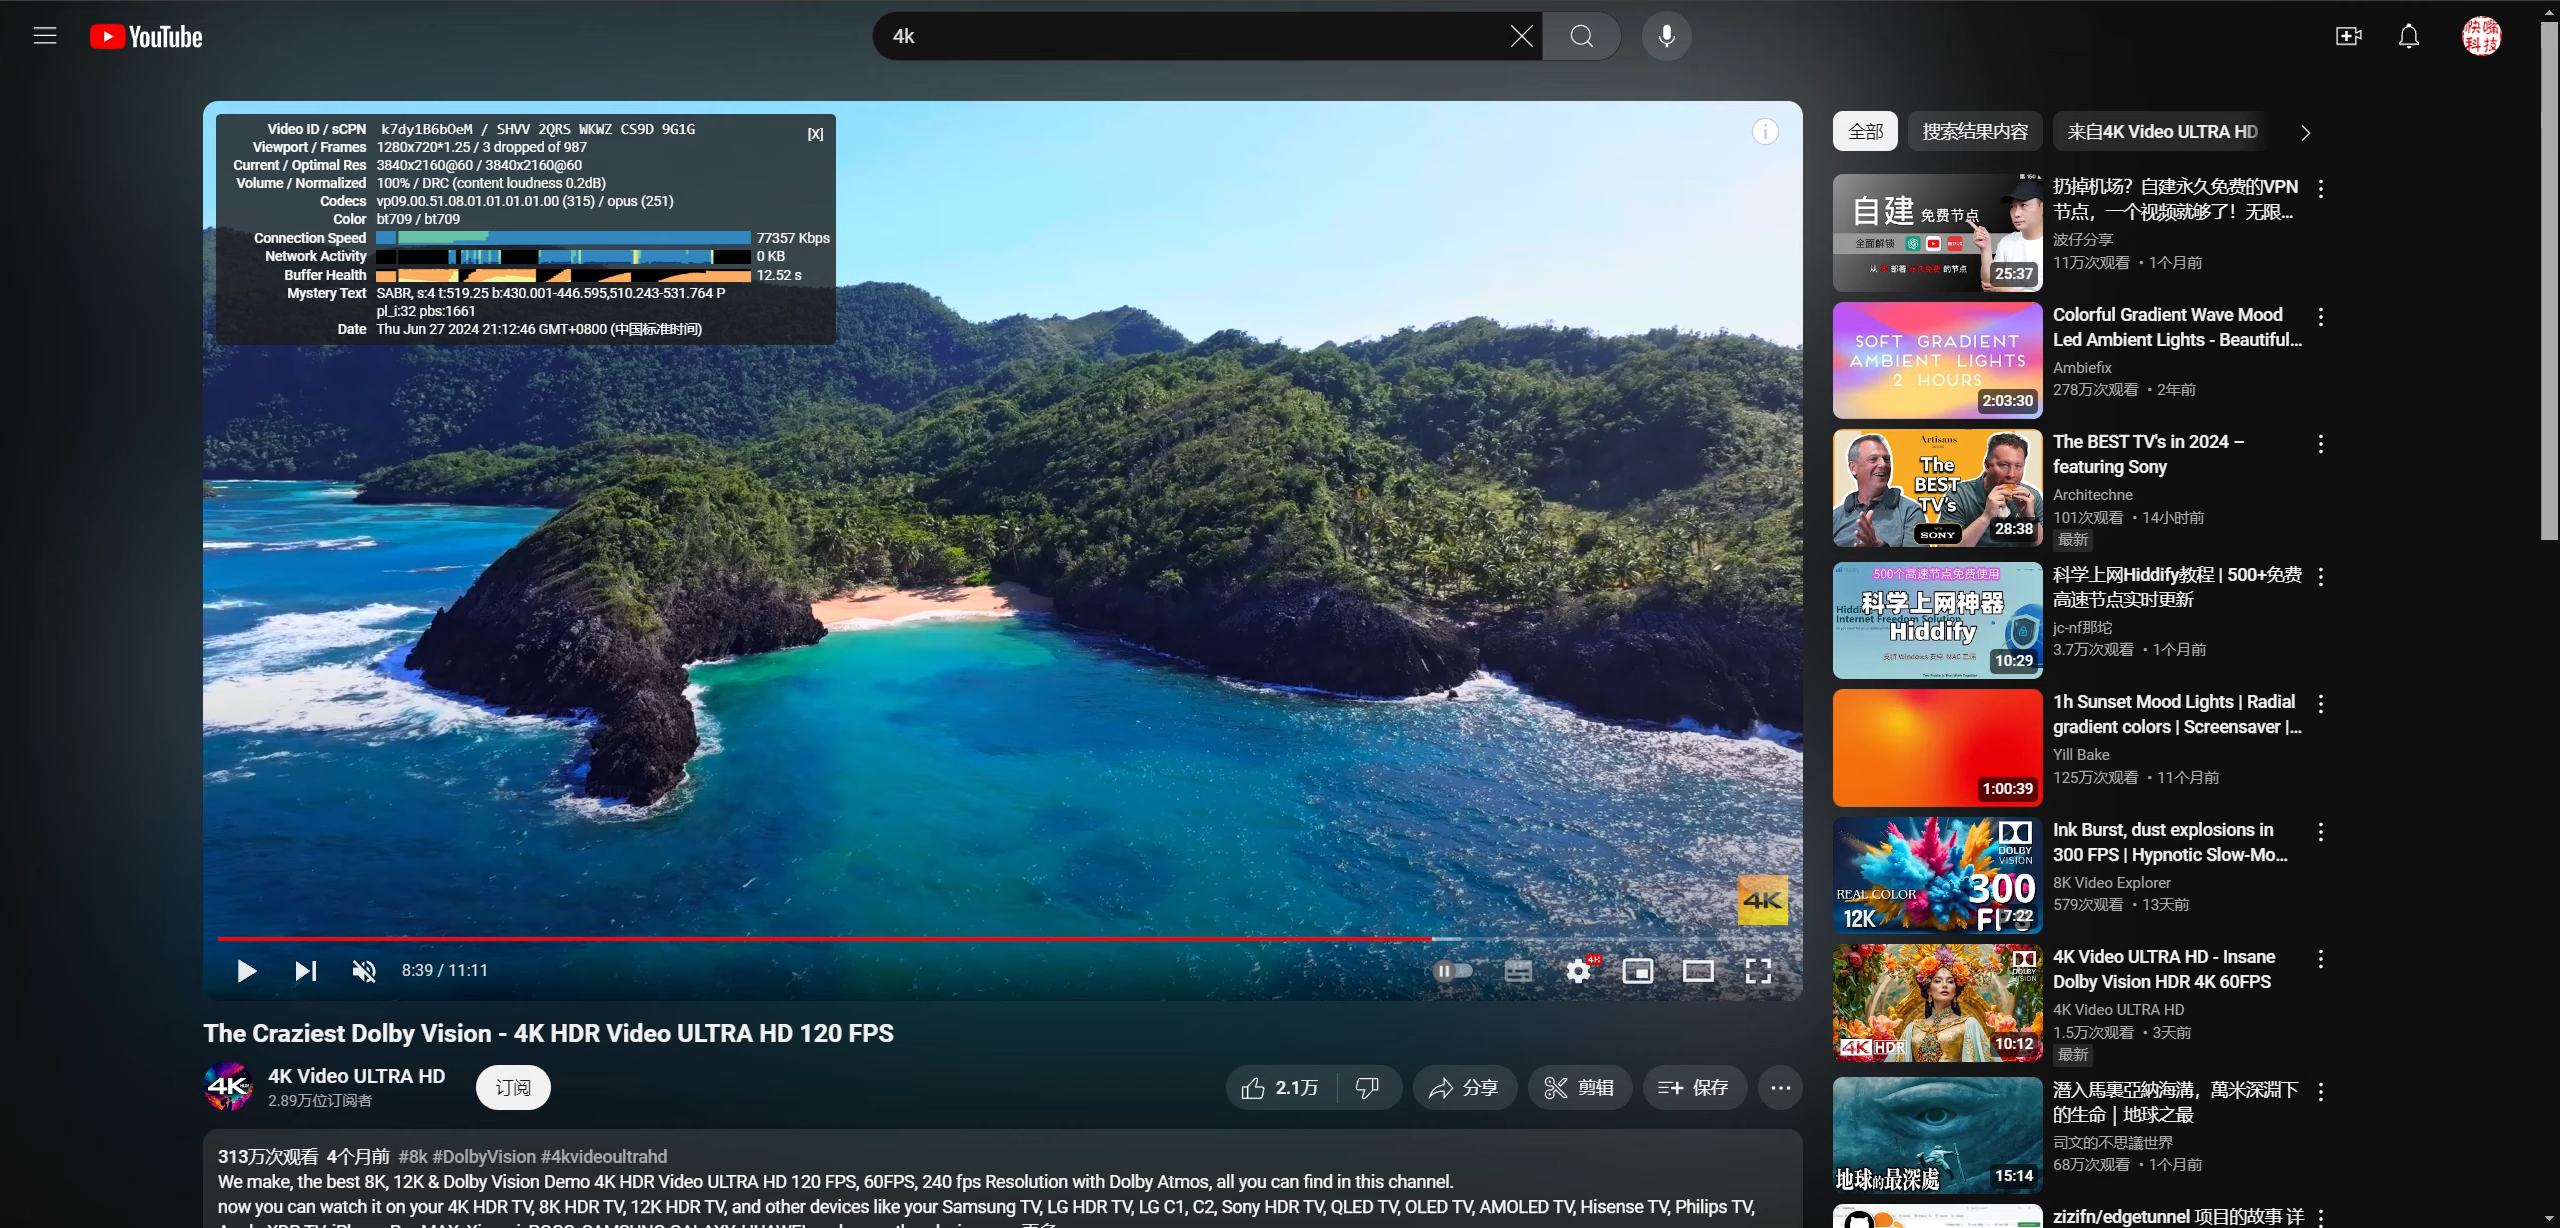 YouTube
4k
Video ID / sCPN k7dy1B6bOeM / SHVV 2QRS WKWZ CS9D 9G1G
[X]
Viewport / Frames 1280x720*1.25 / 3 dropped of 987
Current / Optimal Res 3840x2160@60 / 3840x2160@60
Volume / Normalized 100% / DRC (content loudness 0.2dB)
Codecs vp09.00.51.08.01.01.01.01.00 (315) / opus (251)
Color bt709 / bt709
Connection Speed 77357 Kbps
Network Activity 0 KB
Buffer Health 12.52 s
Mystery Text SABR, s:4 t:519.25 b:430.001-446.595,510.243-531.764 P
pl_i:32 pbs:1661
Date Thu Jun 27 2024 21:12:46 GMT+0800 (中国标准时间)
4K
8:39 / 11:11
4K
The Craziest Dolby Vision - 4K HDR Video ULTRA HD 120 FPS
4K
4K Video ULTRA HD
2.89万位订阅者
订阅
2.1万
分享
剪辑
保存
313万次观看 4个月前 #8k #DolbyVision #4kvideoultrahd
We make, the best 8K, 12K & Dolby Vision Demo 4K HDR Video ULTRA HD 120 FPS, 60FPS, 240 fps Resolution with Dolby Atmos, all you can find in this channel.
now you can watch it on your 4K HDR TV, 8K HDR TV, 12K HDR TV, and other devices like your Samsung TV, LG HDR TV, LG C1, C2, Sony HDR TV, QLED TV, OLED TV, AMOLED TV, Hisense TV, Philips TV,
快嘴
科技
全部
搜索结果内容
来自4K Video ULTRA HD
自建 免费节点
全面解锁
25:37
扔掉机场？自建永久免费的VPN
节点，一个视频就够了！无限...
波仔分享
11万次观看 • 1个月前
SOFT GRADIENT
AMBIENT LIGHTS
2 HOURS
2:03:30
Colorful Gradient Wave Mood
Led Ambient Lights - Beautiful...
Ambiefix
278万次观看 • 2年前
Artisans
The
BEST
TV's
SONY
28:38
The BEST TV's in 2024 –
featuring Sony
Architechne
101次观看 • 14小时前
最新
500个高速节点免费使用
科学上网神器
Internet Freedom Solution
Hiddify
10:29
科学上网Hiddify教程 | 500+免费
高速节点实时更新
jc-nf那坨
3.7万次观看 • 1个月前
1:00:39
1h Sunset Mood Lights | Radial
gradient colors | Screensaver |...
Yill Bake
125万次观看 • 11个月前
DOLBY
VISION
REAL COLOR
300
12K
7:22
Ink Burst, dust explosions in
300 FPS | Hypnotic Slow-Mo...
8K Video Explorer
579次观看 • 13天前
DOLBY
VISION
4K HDR
10:12
4K Video ULTRA HD - Insane
Dolby Vision HDR 4K 60FPS
4K Video ULTRA HD
1.5万次观看 • 3天前
最新
地球的最深處
15:14
潛入馬裏亞納海溝，萬米深淵下
的生命｜地球之最
司文的不思議世界
68万次观看 • 1个月前
zizifn/edgetunnel 项目的故事 详